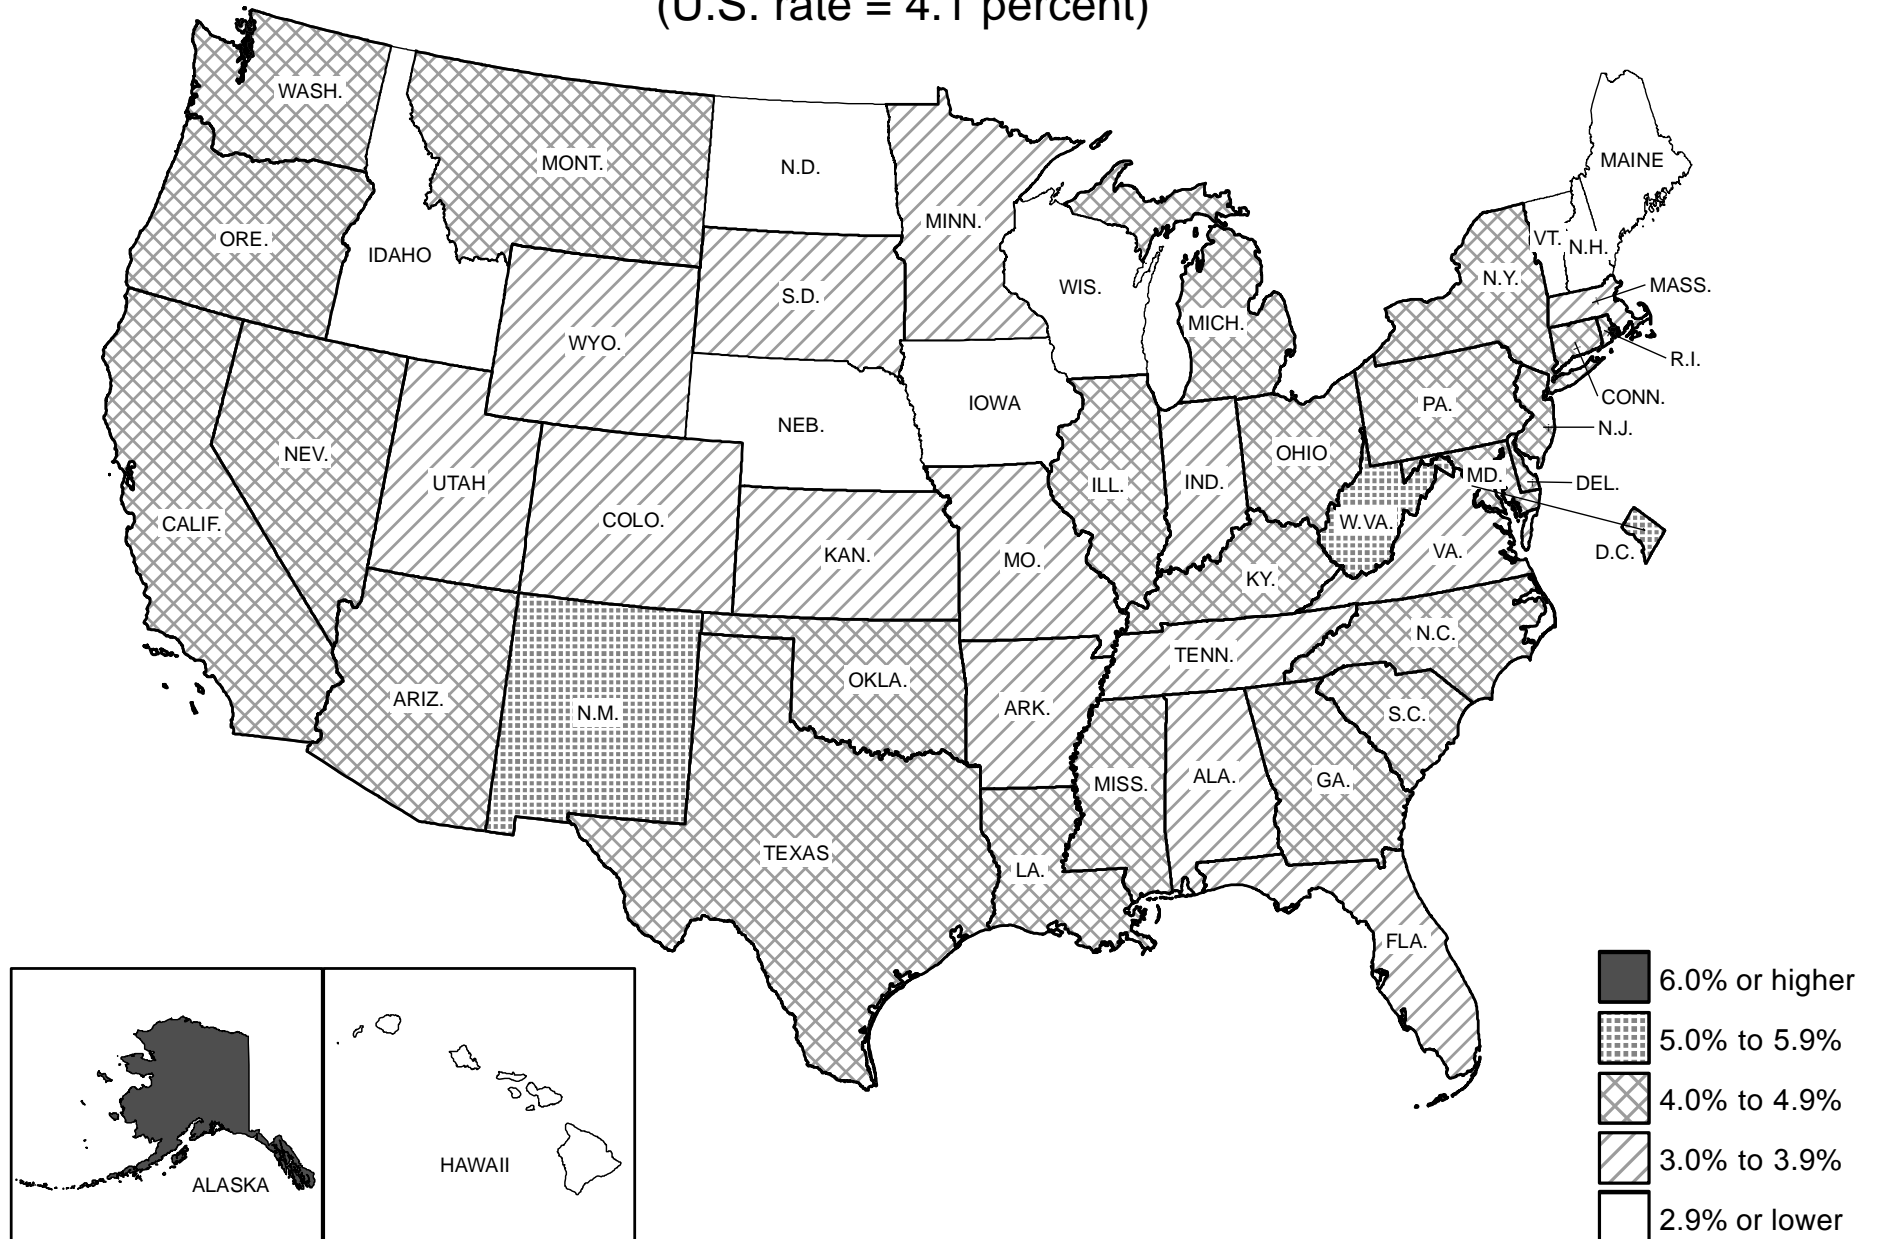 (U.S. rate = 4.1 percent)
WASH.
MONT.
N.D.
MINN.
MAINE
ORE.
IDAHO
VT.
N.H.
WIS.
N.Y.
MASS.
S.D.
WYO.
MICH.
R.I.
IOWA
PA.
CONN.
NEB.
N.J.
NEV.
UTAH
OHIO
ILL.
IND.
MD.
DEL.
CALIF.
COLO.
W.VA.
KAN.
MO.
VA.
D.C.
KY.
N.C.
TENN.
OKLA.
ARIZ.
N.M.
ARK.
S.C.
MISS.
ALA.
GA.
TEXAS
LA.
FLA.
ALASKA
HAWAII
6.0% or higher
5.0% to 5.9%
4.0% to 4.9%
3.0% to 3.9%
2.9% or lower